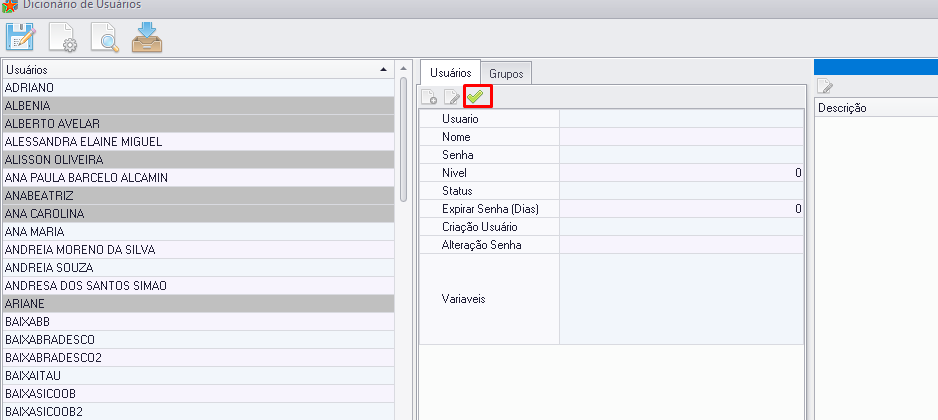 Dicionário de Usuários
Usuários
ADRIANO
ALBENIA
ALBERTO AVELAR
ALESSANDRA ELAINE MIGUEL
ALISSON OLIVEIRA
ANA PAULA BARCELO ALCAMIN
ANABEATRIZ
ANA CAROLINA
ANA MARIA
ANDREIA MORENO DA SILVA
ANDREIA SOUZA
ANDRESA DOS SANTOS SIMAO
ARIANE
BAIXABB
BAIXABRADESCO
BAIXABRADESCO2
BAIXAITAU
BAIXASICOOB
BAIXASICOOB2
Usuários Grupos
Usuario
Nome
Senha
Nivel 0
Status
Expirar Senha (Dias) 0
Criação Usuário
Alteração Senha
Variaveis
Descrição